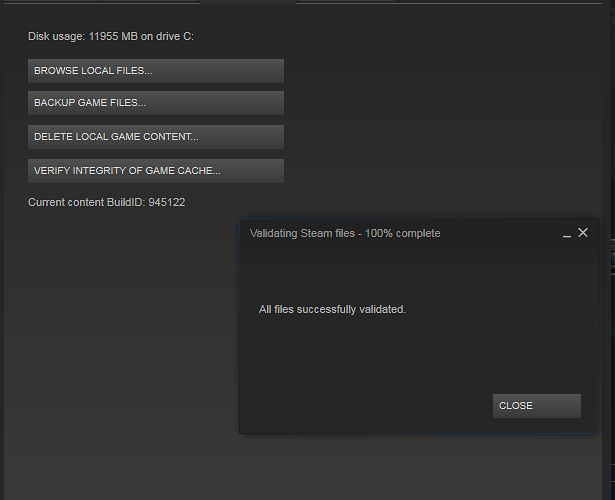 Disk usage: 11955 MB on drive C:
BROWSE LOCAL FILES...
BACKUP GAME FILES...
DELETE LOCAL GAME CONTENT...
VERIFY INTEGRITY OF GAME CACHE...
Current content BuildID: 945122
Validating Steam files - 100% complete
All files successfully validated.
CLOSE